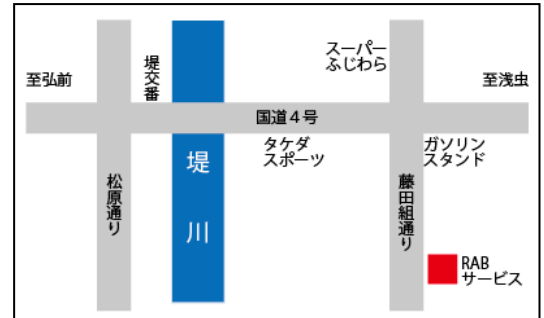 スーパー
ふじわら
至弘前
堤交番
至浅虫
国道4号
タケダ
スポーツ
ガソリン
スタンド
堤川
松原通り
藤田組通り
RAB
サービス